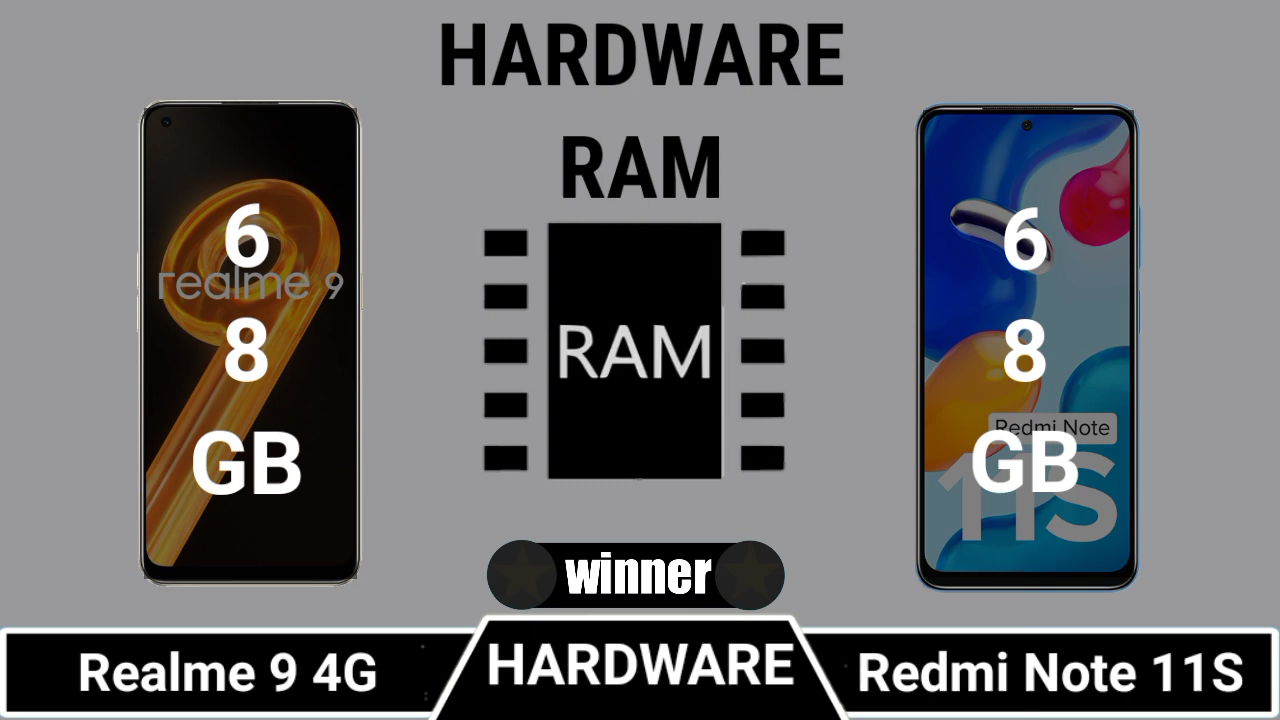 HARDWARE
RAM
6
8
GB
realme 9
RAM
6
8
GB
Redmi Note
11S
winner
Realme 9 4G
HARDWARE
Redmi Note 11S